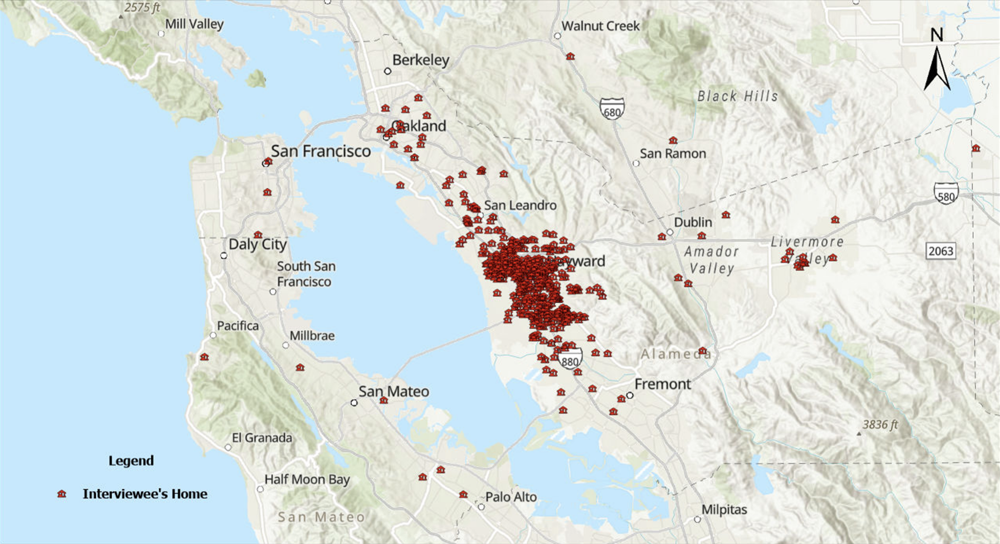 2575 ft
Mill Valley
Walnut Creek
N
Berkeley
Black Hills
680
Oakland
San Francisco
San Ramon
580
San Leandro
Dublin
Daly City
Livermore
Valley
2063
Amador
Valley
ayward
South San
Francisco
Pacifica
Millbrae
Alameda
880
Fremont
San Mateo
3836 ft
El Granada
Legend
Half Moon Bay
Interviewee's Home
Palo Alto
Milpitas
San Mateo